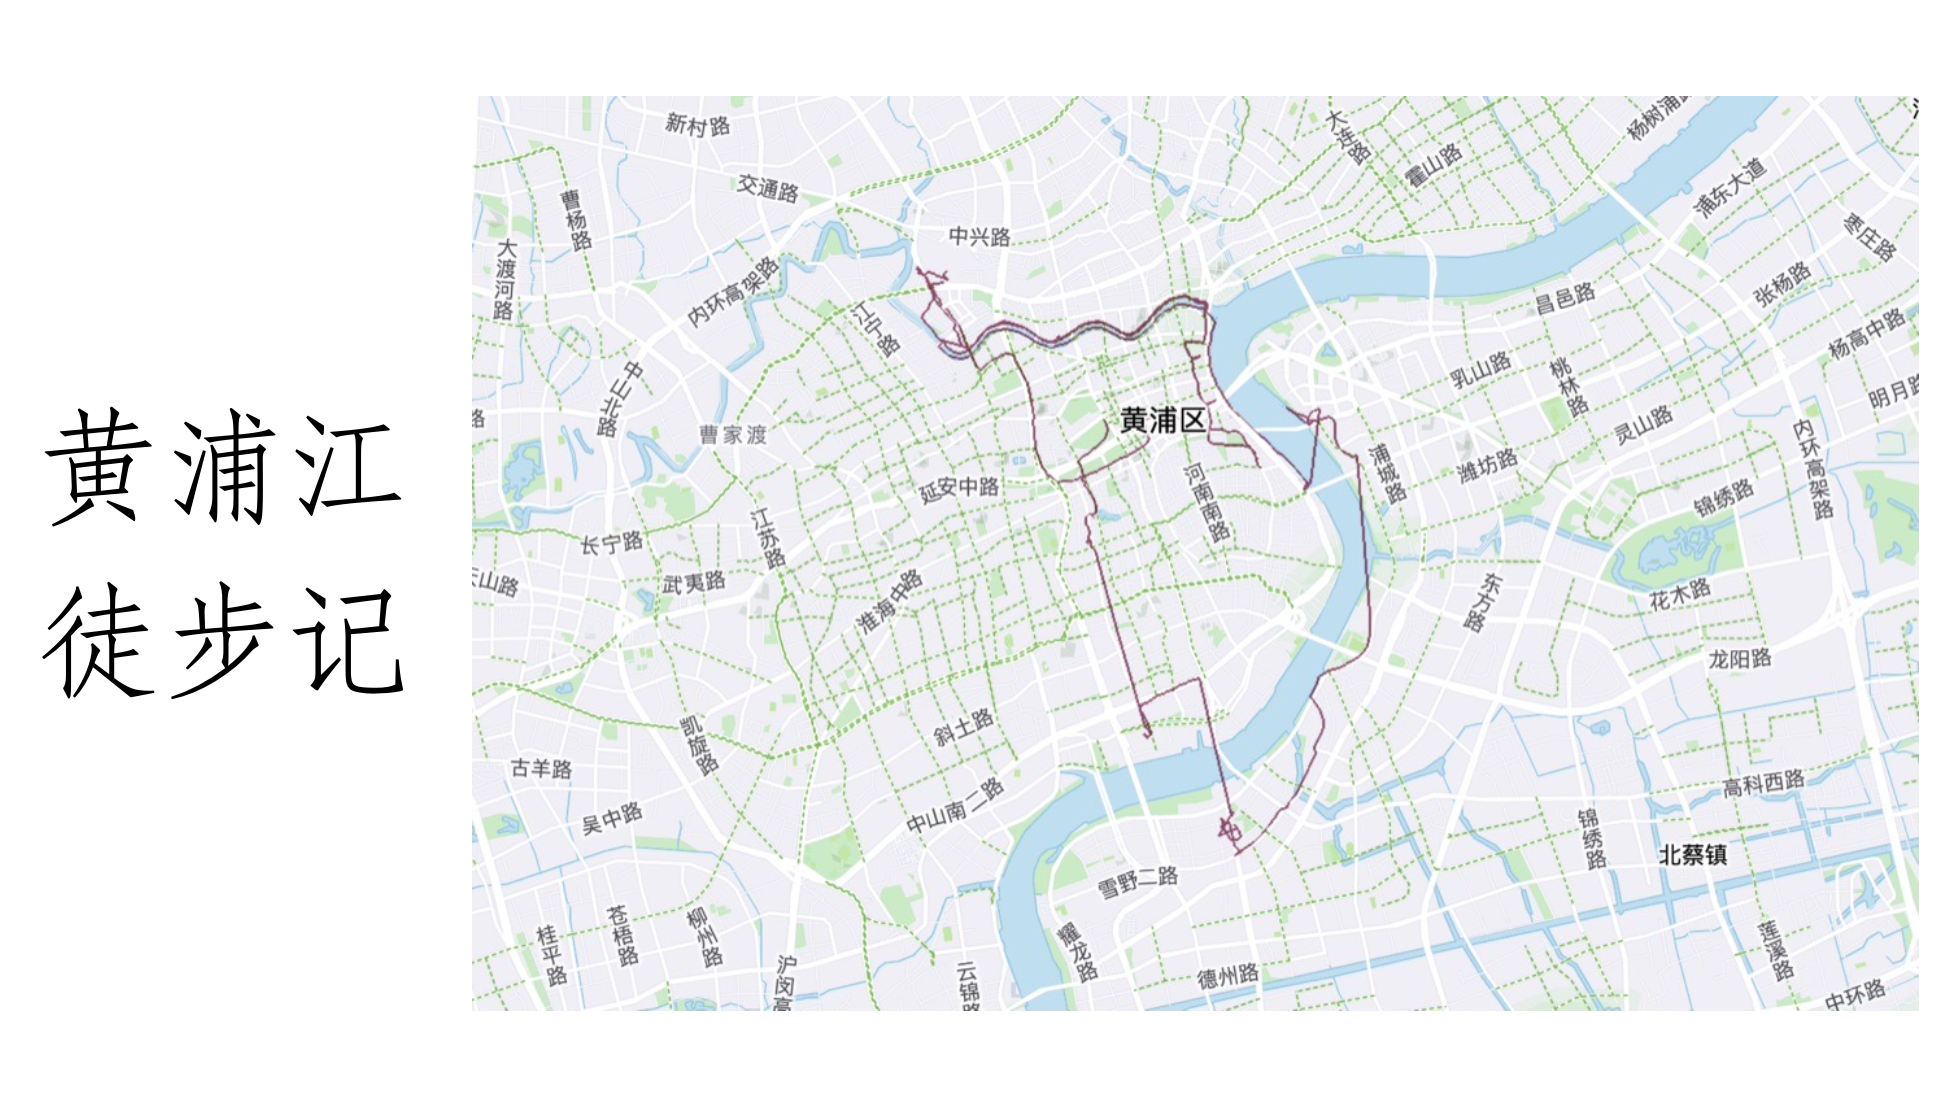 黄浦江
徒步记
新村路
大连路
杨树浦路
霍山路
交通路
浦东大道
曹杨路
中兴路
枣庄路
大渡河路
内环高架路
张杨路
昌邑路
江宁路
杨高中路
乳山路
桃林路
明月路
中山北路
路
黄浦区
灵山路
曹家渡
内环高架路
浦城路
潍坊路
河南南路
延安中路
锦绣路
江苏路
长宁路
山路
武夷路
淮海中路
东方路
花木路
龙阳路
斜土路
凯旋路
古羊路
高科西路
中山南二路
吴中路
锦绣路
北蔡镇
雪野二路
苍梧路
柳州路
桂平路
耀龙路
莲溪路
沪闵高
云锦路
德州路
中环路